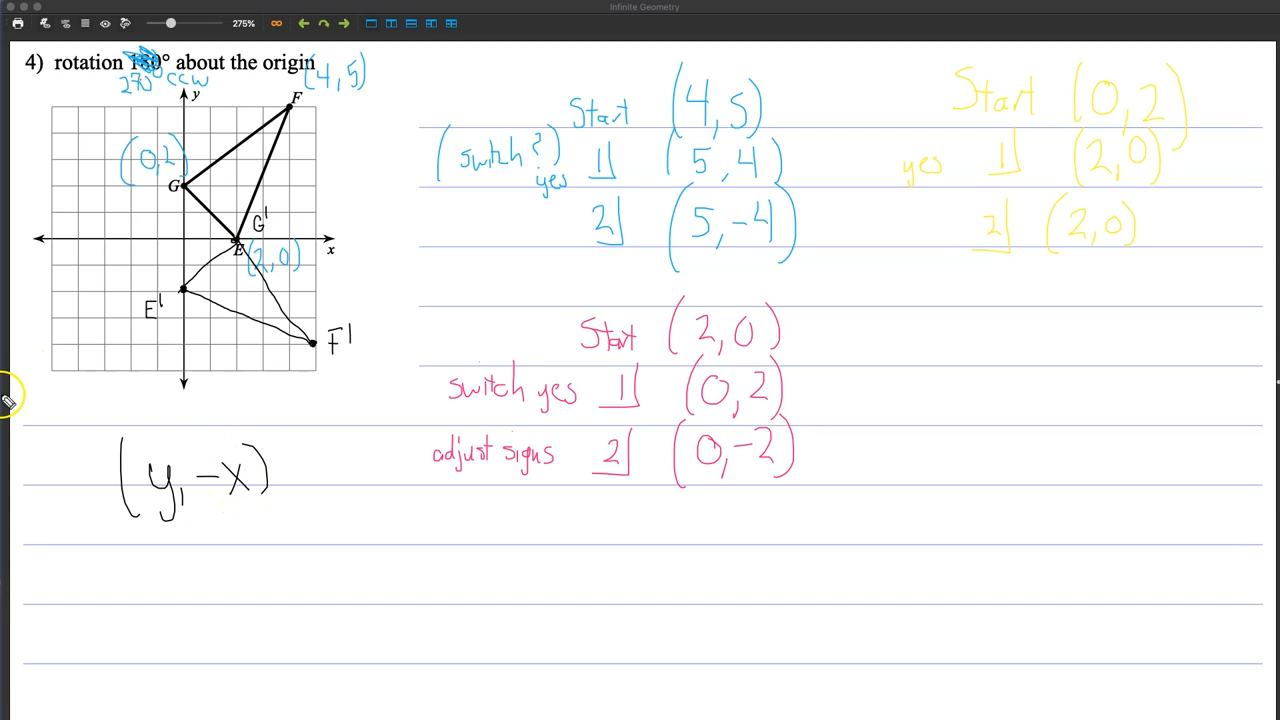 Infinite Geometry
275%
4) rotation 180° about the origin
270° ccw
(4,5)
y
F
(0,2)
G
G'
E
x
(2,0)
E'
F'
(y, -x)
Start (4,5)
(switch?) yes 1 (5,4)
2 (5,-4)
Start (2,0)
switch yes 1 (0,2)
adjust signs 2 (0,-2)
Start (0,2)
yes 1 (2,0)
2 (2,0)